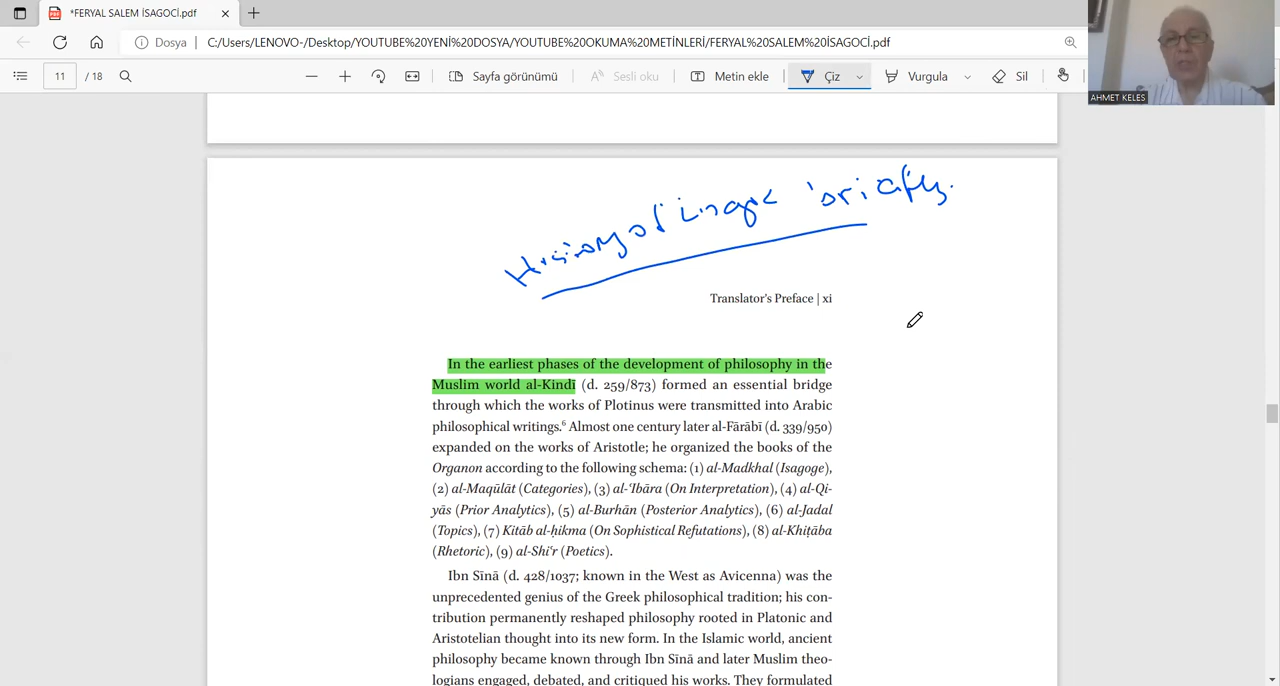 *FERYAL SALEM İSAGOCİ.pdf
Dosya
C:/Users/LENOVO-/Desktop/YOUTUBE%20YENİ%20DOSYA/YOUTUBE%20OKUMA%20METİNLERİ/FERYAL%20SALEM%20İSAGOCİ.pdf
11 / 18
Sayfa görünümü
Sesli oku
Metin ekle
Çiz
Vurgula
Sil
AHMET KELES
History of
Translator's Preface | xi
In the earliest phases of the development of philosophy in the
Muslim world al-Kindī (d. 259/873) formed an essential bridge
through which the works of Plotinus were transmitted into Arabic
philosophical writings.⁶ Almost one century later al-Fārābī (d. 339/950)
expanded on the works of Aristotle; he organized the books of the
Organon according to the following schema: (1) al-Madkhal (Isagoge),
(2) al-Maqūlāt (Categories), (3) al-ʿIbāra (On Interpretation), (4) al-Qi-
yās (Prior Analytics), (5) al-Burhān (Posterior Analytics), (6) al-Jadal
(Topics), (7) Kitāb al-ḥikma (On Sophistical Refutations), (8) al-Khiṭāba
(Rhetoric), (9) al-Shiʿr (Poetics).
Ibn Sīnā (d. 428/1037; known in the West as Avicenna) was the
unprecedented genius of the Greek philosophical tradition; his con-
tribution permanently reshaped philosophy rooted in Platonic and
Aristotelian thought into its new form. In the Islamic world, ancient
philosophy became known through Ibn Sīnā and later Muslim theo-
logians engaged, debated, and critiqued his works. They formulated